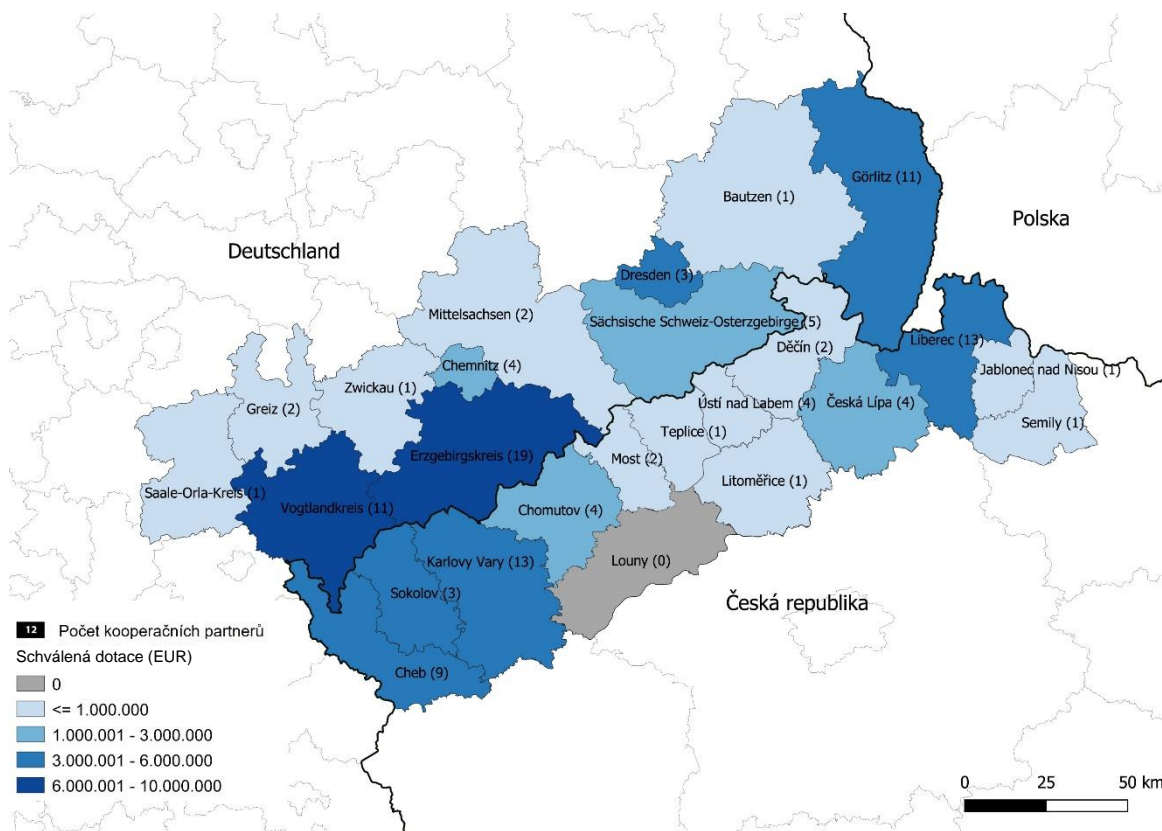 Görlitz (11)
Bautzen (1)
Polska
Deutschland
Dresden (3)
Mittelsachsen (2)
Sächsische Schweiz-Osterzgebirge (5)
Liberec (13)
Děčín (2)
Chemnitz (4)
Jablonec nad Nisou (1)
Zwickau (1)
Greiz (2)
Ústí nad Labem (4)
Česká Lípa (4)
Semily (1)
Teplice (1)
Erzgebirgskreis (19)
Most (2)
Litoměřice (1)
Saale-Orla-Kreis (1)
Vogtlandkreis (11)
Chomutov (4)
Karlovy Vary (13)
Louny (0)
Sokolov (3)
Česká republika
Cheb (9)
12 Počet kooperačních partnerů
Schválená dotace (EUR)
0
<= 1.000.000
1.000.001 - 3.000.000
3.000.001 - 6.000.000
6.000.001 - 10.000.000
0 25 50 km